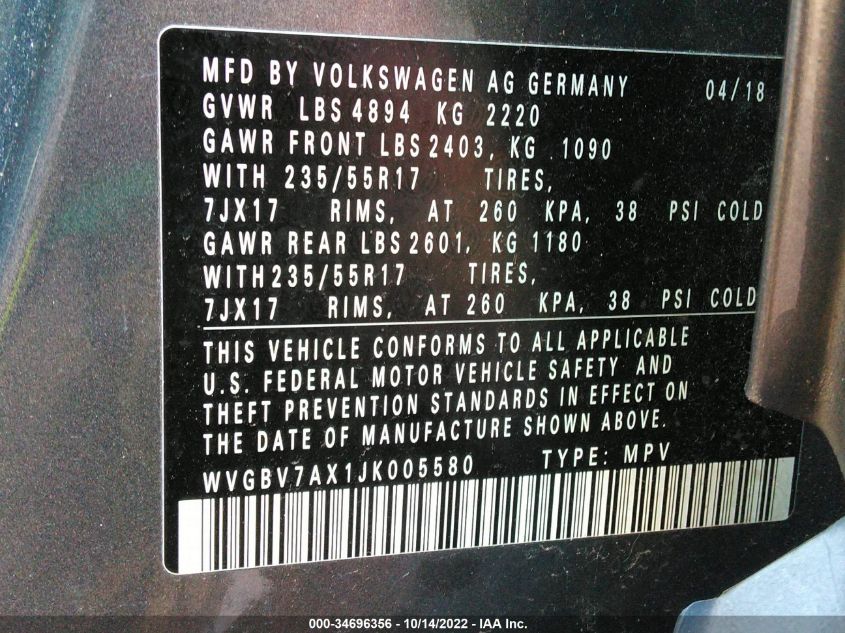 MFD BY VOLKSWAGEN AG GERMANY 04/18
GVWR LBS 4894 KG 2220
GAWR FRONT LBS 2403, KG . 1090
WITH 235/55R17 TIRES,
7JX17 RIMS, AT 260 KPA, 38 PSI COLD
GAWR REAR LBS 2601, KG 1180
WITH 235/55R17 TIRES,
7JX17 RIMS, AT 260 KPA, 38 PSI COLD
THIS VEHICLE CONFORMS TO ALL APPLICABLE
U.S. FEDERAL MOTOR VEHICLE SAFETY AND
THEFT PREVENTION STANDARDS IN EFFECT ON
THE DATE OF MANUFACTURE SHOWN ABOVE.
WVGBV7AX1JK005580 TYPE: MPV
000-34696356 - 10/14/2022 - IAA Inc.